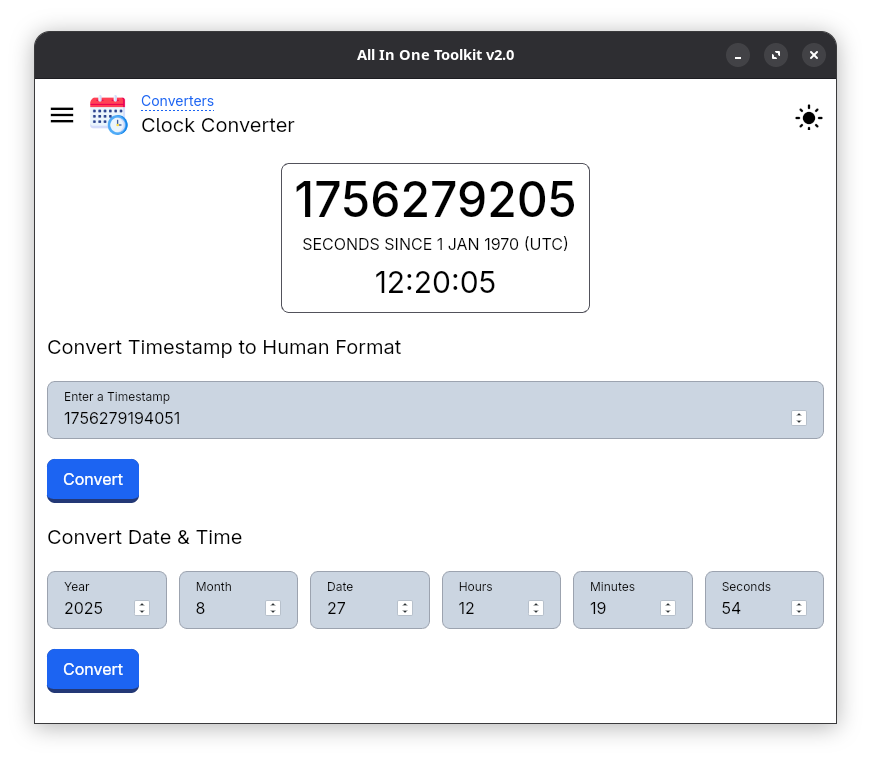 All In One Toolkit v2.0
Converters
Clock Converter
1756279205
SECONDS SINCE 1 JAN 1970 (UTC)
12:20:05
Convert Timestamp to Human Format
Enter a Timestamp
1756279194051
Convert
Convert Date & Time
Year Month Date Hours Minutes Seconds
2025 8 27 12 19 54
Convert